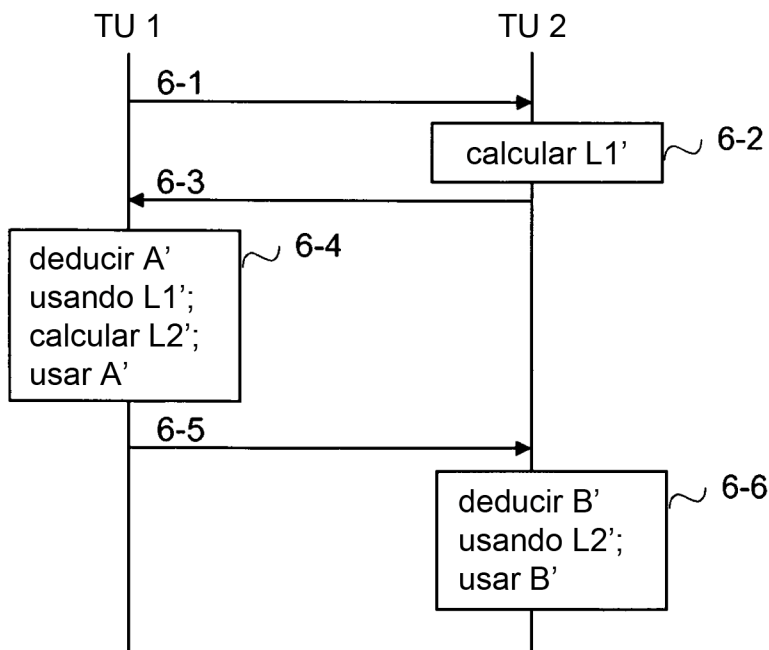 TU 1
TU 2
6-1
calcular L1’
6-2
6-3
deducir A’
usando L1’;
calcular L2’;
usar A’
6-4
6-5
deducir B’
usando L2’;
usar B’
6-6